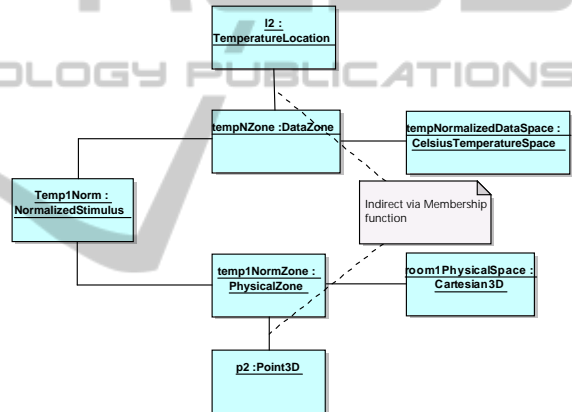 l2 :
TemperatureLocation
OLOGY PUBLICATIONS
tempNZone :DataZone
tempNormalizedDataSpace :
CelsiusTemperatureSpace
Temp1Norm :
NormalizedStimulus
Indirect via Membership
function
temp1NormZone :
PhysicalZone
room1PhysicalSpace :
Cartesian3D
p2 :Point3D